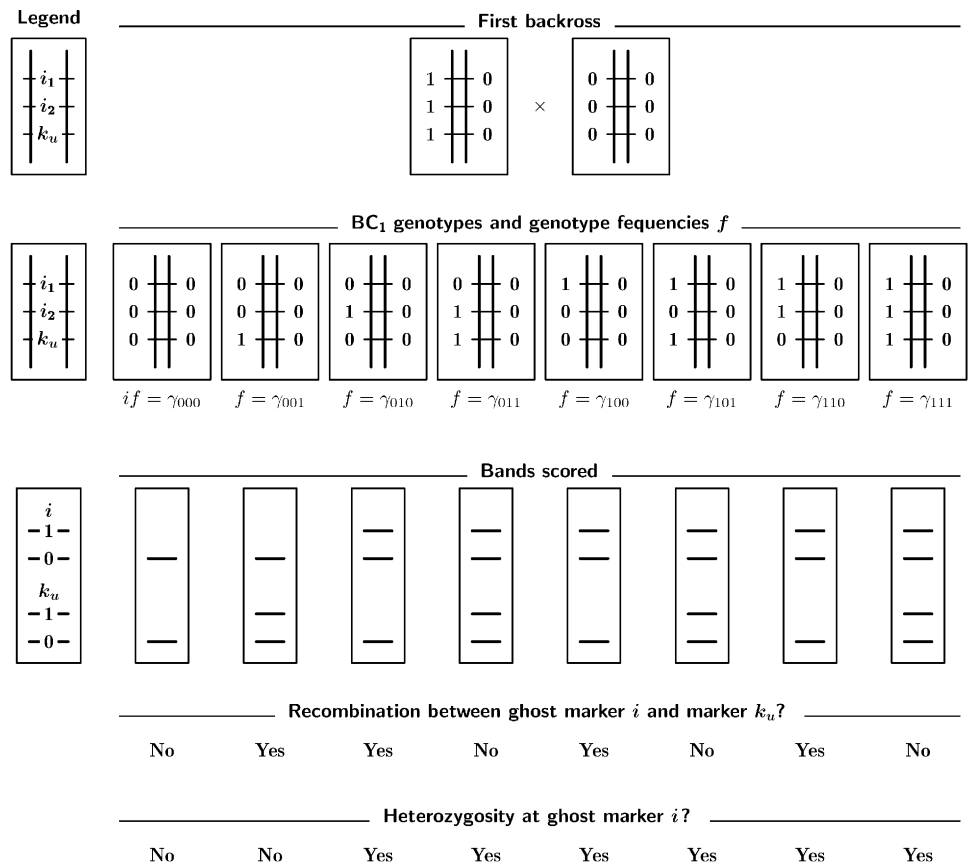 Legend First backross
i₁ 1 0 0 0
i₂ 1 0 × 0 0
kᵤ 1 0 0 0
BC₁ genotypes and genotype fequencies f
i₁ 0 0 0 0 0 0 0 0 1 0 1 0 1 0 1 0
i₂ 0 0 0 0 1 0 1 0 0 0 0 0 1 0 1 0
kᵤ 0 0 1 0 0 0 1 0 0 0 1 0 0 0 1 0
if = γ₀₀₀ f = γ₀₀₁ f = γ₀₁₀ f = γ₀₁₁ f = γ₁₀₀ f = γ₁₀₁ f = γ₁₁₀ f = γ₁₁₁
Bands scored
i
1
0
kᵤ
1
0
Recombination between ghost marker i and marker kᵤ?
No Yes Yes No Yes No Yes No
Heterozygosity at ghost marker i?
No No Yes Yes Yes Yes Yes Yes